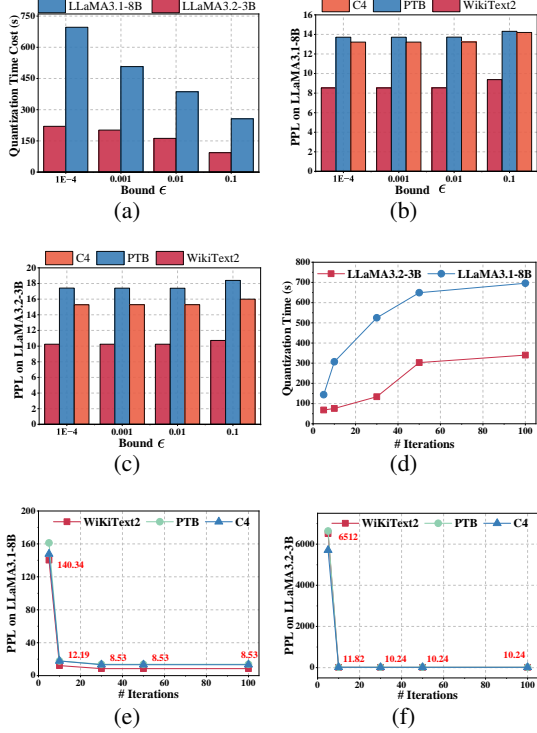 LLaMA3.1-8B LLaMA3.2-3B
Quantization Time Cost (s)
750
600
450
300
150
0
1E−4 0.001 0.01 0.1
Bound ϵ
(a)
C4 PTB WikiText2
PPL on LLaMA3.1-8B
16
14
12
10
8
6
4
2
0
1E−4 0.001 0.01 0.1
Bound ϵ
(b)
C4 PTB WikiText2
PPL on LLaMA3.2-3B
20
18
16
14
12
10
8
6
4
2
0
1E−4 0.001 0.01 0.1
Bound ϵ
(c)
LLaMA3.2-3B LLaMA3.1-8B
Quantization Time (s)
800
700
600
500
400
300
200
100
0
0 20 40 60 80 100
# Iterations
(d)
WiKiText2 PTB C4
PPL on LLaMA3.1-8B
160
120
80
40
0
140.34
12.19 8.53 8.53 8.53
0 20 40 60 80 100
# Iterations
(e)
WiKiText2 PTB C4
PPL on LLaMA3.2-3B
6000
4000
2000
0
6512
11.82 10.24 10.24 10.24
0 20 40 60 80 100
# Iterations
(f)